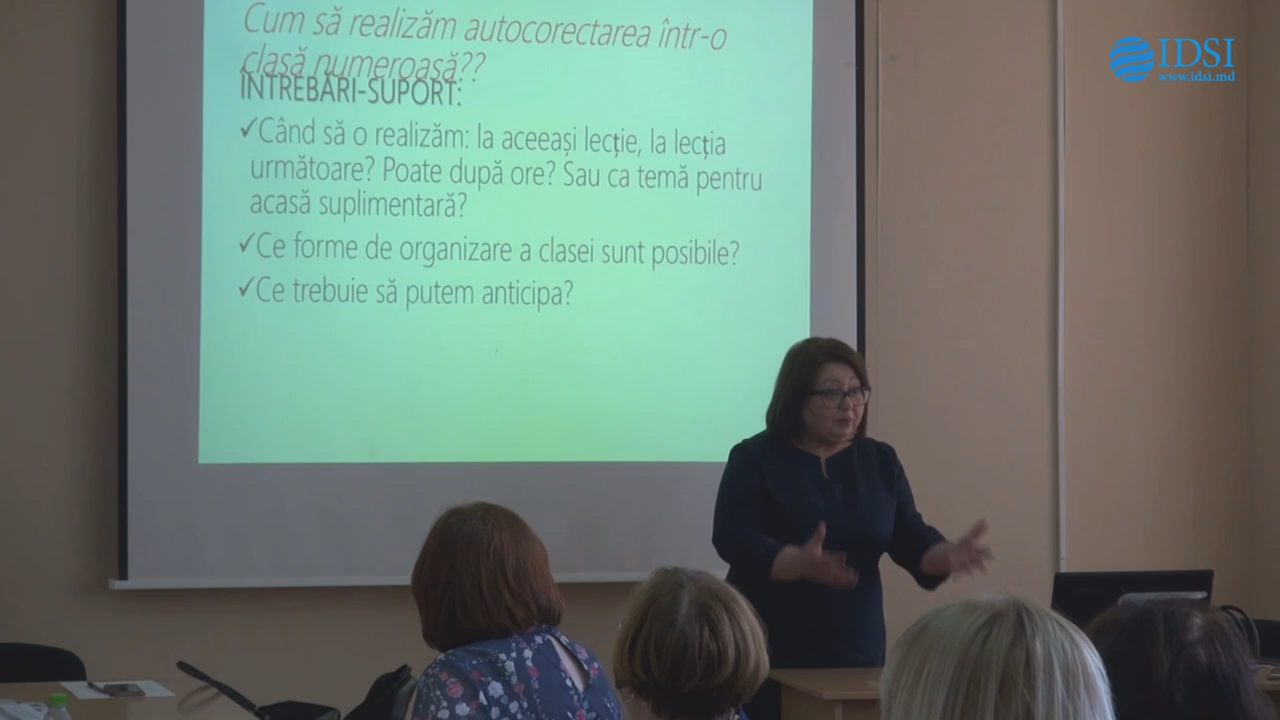 Cum să realizăm autocorectarea într-o
clasă numeroasă??
ÎNTREBĂRI-SUPORT:
✓Când să o realizăm: la aceeași lecție, la lecția
următoare? Poate după ore? Sau ca temă pentru
acasă suplimentară?
✓Ce forme de organizare a clasei sunt posibile?
✓Ce trebuie să putem anticipa?
IDSI
www.idsi.md